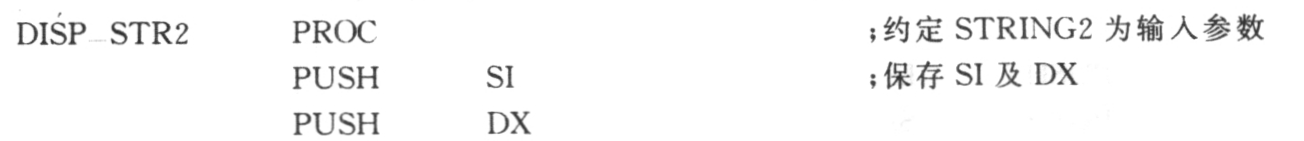 DISP_STR2 PROC ;约定 STRING2 为输入参数
PUSH SI ;保存 SI 及 DX
PUSH DX